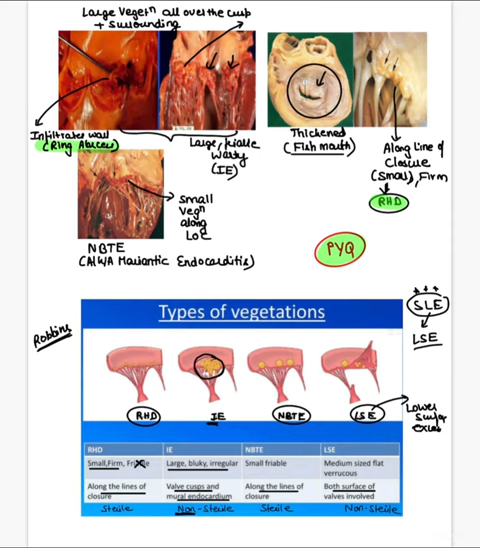 Large Vegetⁿ all over the cusp
+ surrounding
Infiltrates wall
(Ring Abscess)
Large, friable
warty
(IE)
Thickened
(Fish mouth)
Along line of
closure
(small), Firm
RHD
small
vegⁿ
along
LOC
NBTE
(AKA Marantic Endocarditis)
PYQ
SLE
LSE
Robbins
Types of vegetations
RHD
IE
NBTE
LSE
Lower
surface
RHD IE NBTE LSE
Small,Firm, Friable Large, bluky, irregular Small friable Medium sized flat
verrucous
Along the lines of Valve cusps and Along the lines of Both surface of
closure mural endocardium closure valves involved
Sterile Non-Sterile Sterile Non-Sterile